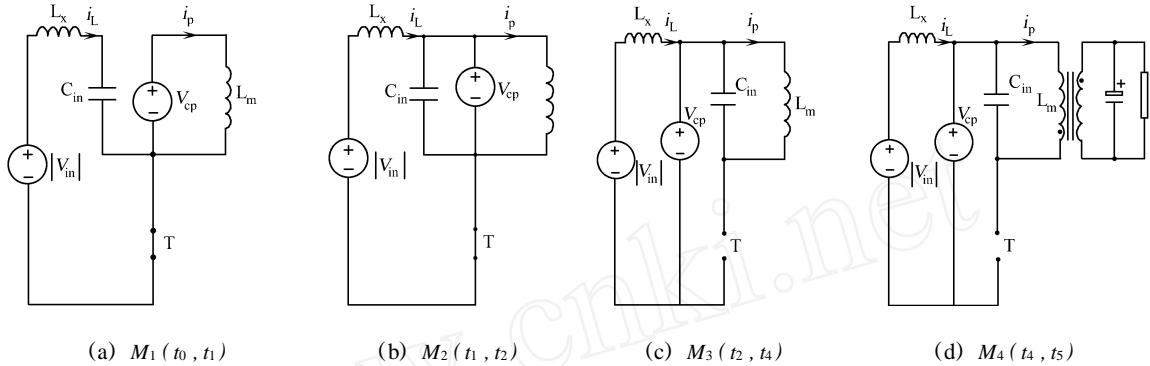 Lx iL ip
Cin Vcp Lm
|Vin|
T
(a) M1 ( t0 , t1 )
Lx iL ip
Cin Vcp
|Vin|
T
(b) M2 ( t1 , t2 )
Lx iL ip
Cin
Vcp Lm
|Vin|
T
(c) M3 ( t2 , t4 )
Lx iL ip
Cin Lm
Vcp
|Vin|
T
(d) M4 ( t4 , t5 )
www.cnki.net